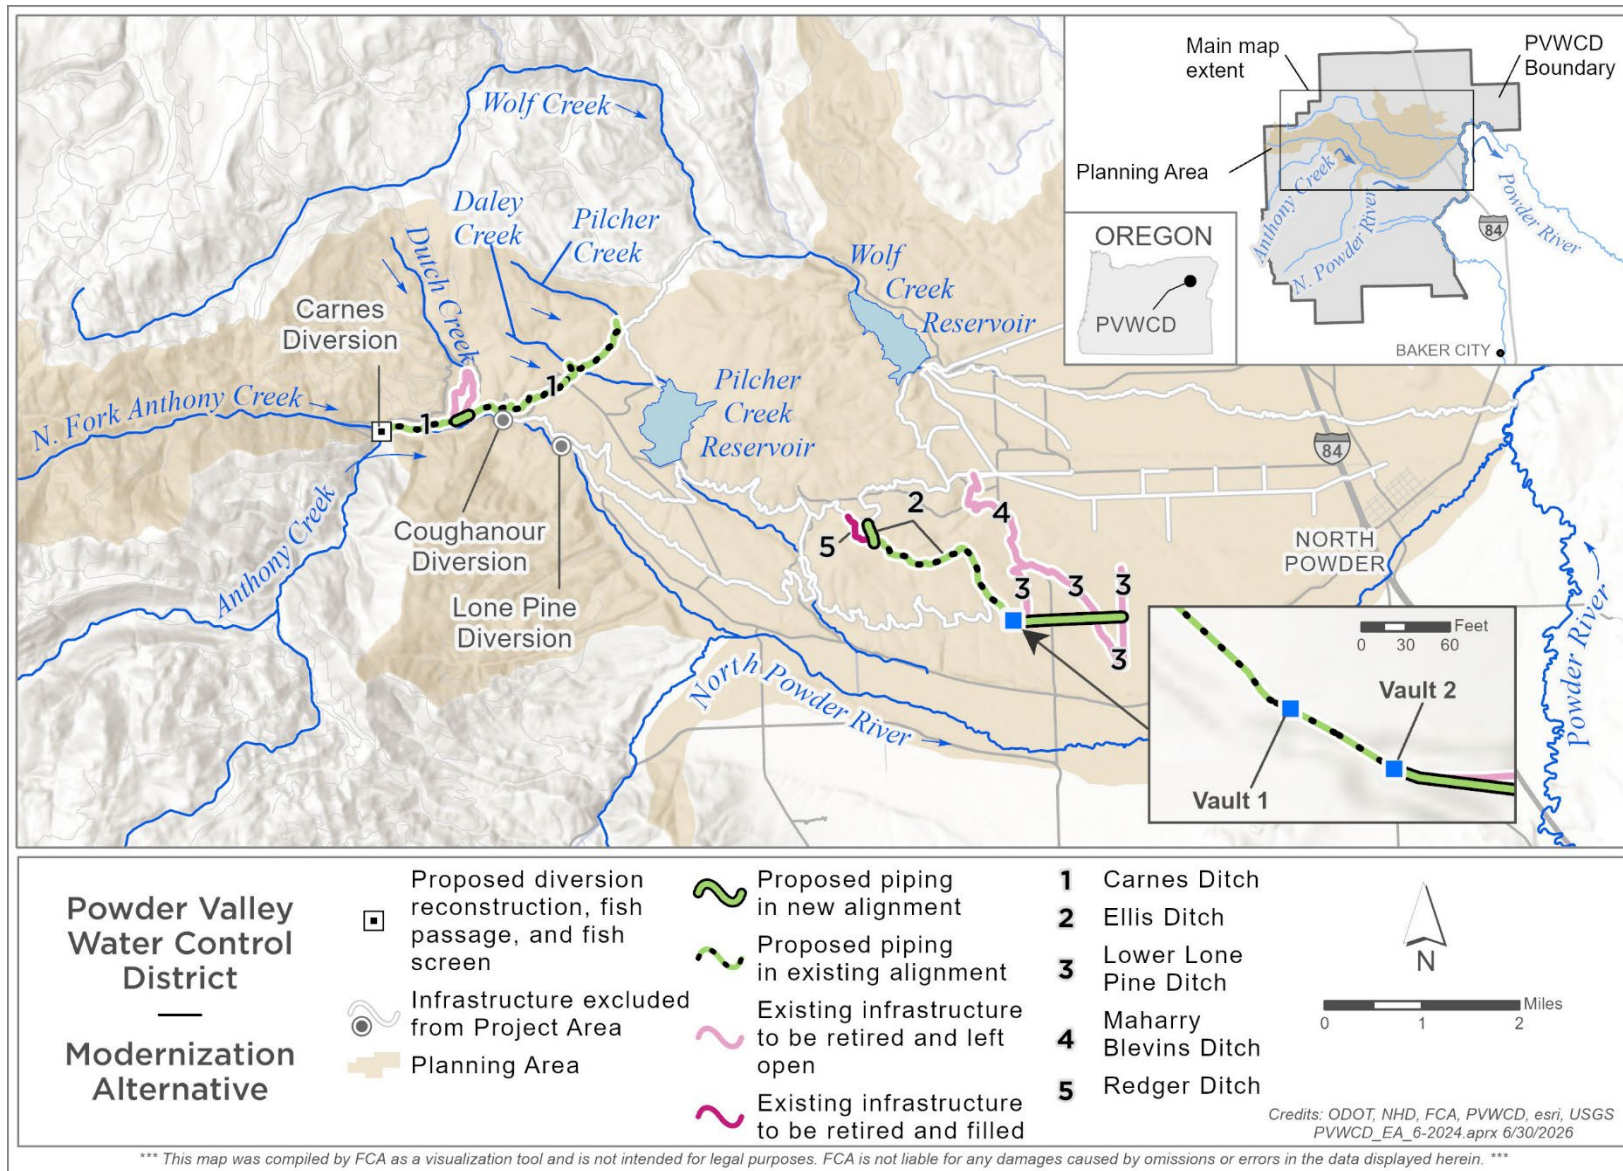 Wolf Creek
Daley
Creek
Pilcher
Creek
Dutch Creek
Carnes
Diversion
Wolf
Creek
Reservoir
N. Fork Anthony Creek
1
1
Pilcher
Creek
Reservoir
Anthony Creek
Coughanour
Diversion
Lone Pine
Diversion
2
4
5
3
3
3
3
84
NORTH
POWDER
North Powder River
Powder River
Main map
extent
PVWCD
Boundary
Planning Area
Anthony Creek
N. Powder River
Powder River
84
BAKER CITY
OREGON
PVWCD
Feet
0 30 60
Vault 2
Vault 1
Powder Valley
Water Control
District
Modernization
Alternative
Proposed diversion
reconstruction, fish
passage, and fish
screen
Infrastructure excluded
from Project Area
Planning Area
Proposed piping
in new alignment
Proposed piping
in existing alignment
Existing infrastructure
to be retired and left
open
Existing infrastructure
to be retired and filled
1 Carnes Ditch
2 Ellis Ditch
3 Lower Lone
Pine Ditch
4 Maharry
Blevins Ditch
5 Redger Ditch
N
Miles
0 1 2
Credits: ODOT, NHD, FCA, PVWCD, esri, USGS
PVWCD_EA_6-2024.aprx 6/30/2026
*** This map was compiled by FCA as a visualization tool and is not intended for legal purposes. FCA is not liable for any damages caused by omissions or errors in the data displayed herein. ***